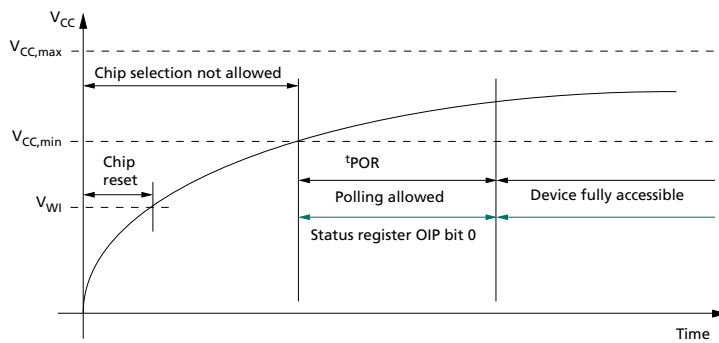 VCC
VCC,max
Chip selection not allowed
VCC,min
Chip
reset
tPOR
VWI
Polling allowed
Device fully accessible
Status register OIP bit 0
Time